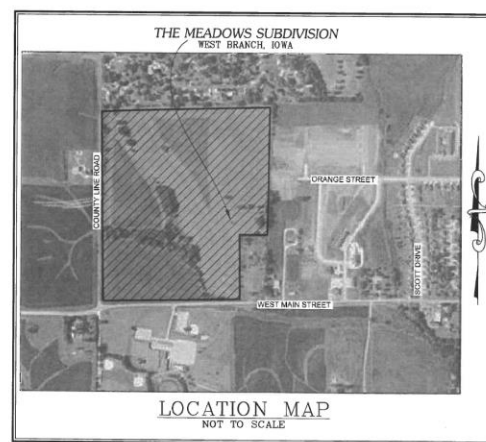 THE MEADOWS SUBDIVISION
WEST BRANCH, IOWA
COUNTY LINE ROAD
ORANGE STREET
SCOTT DRIVE
WEST MAIN STREET
LOCATION MAP
NOT TO SCALE